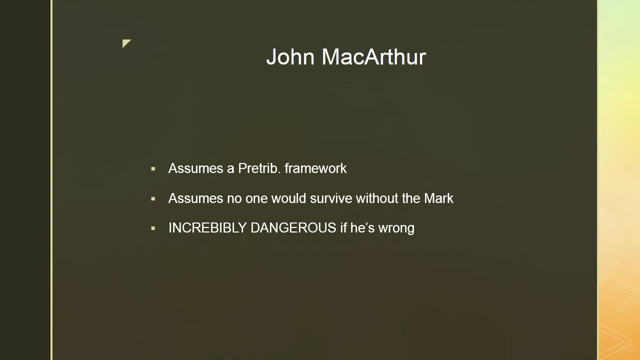 John MacArthur
▪ Assumes a Pretrib. framework
▪ Assumes no one would survive without the Mark
▪ INCREBIBLY DANGEROUS if he's wrong